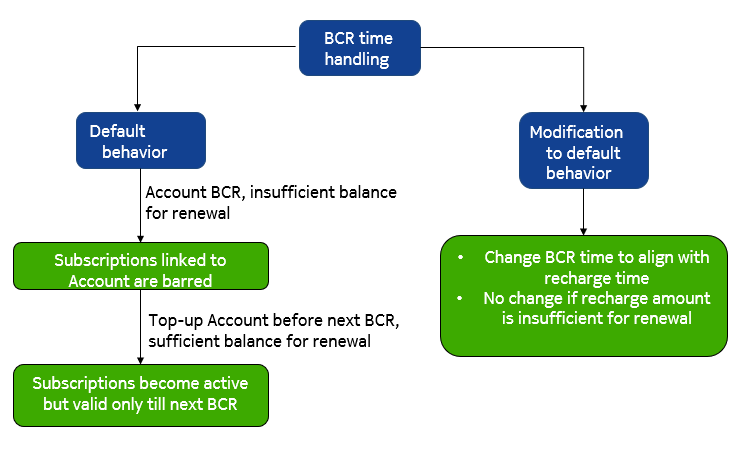 BCR time
handling
Default
behavior
Account BCR, insufficient balance
for renewal
Subscriptions linked to
Account are barred
Top-up Account before next BCR,
sufficient balance for renewal
Subscriptions become active
but valid only till next BCR
Modification
to default
behavior
• Change BCR time to align with
recharge time
• No change if recharge amount
is insufficient for renewal